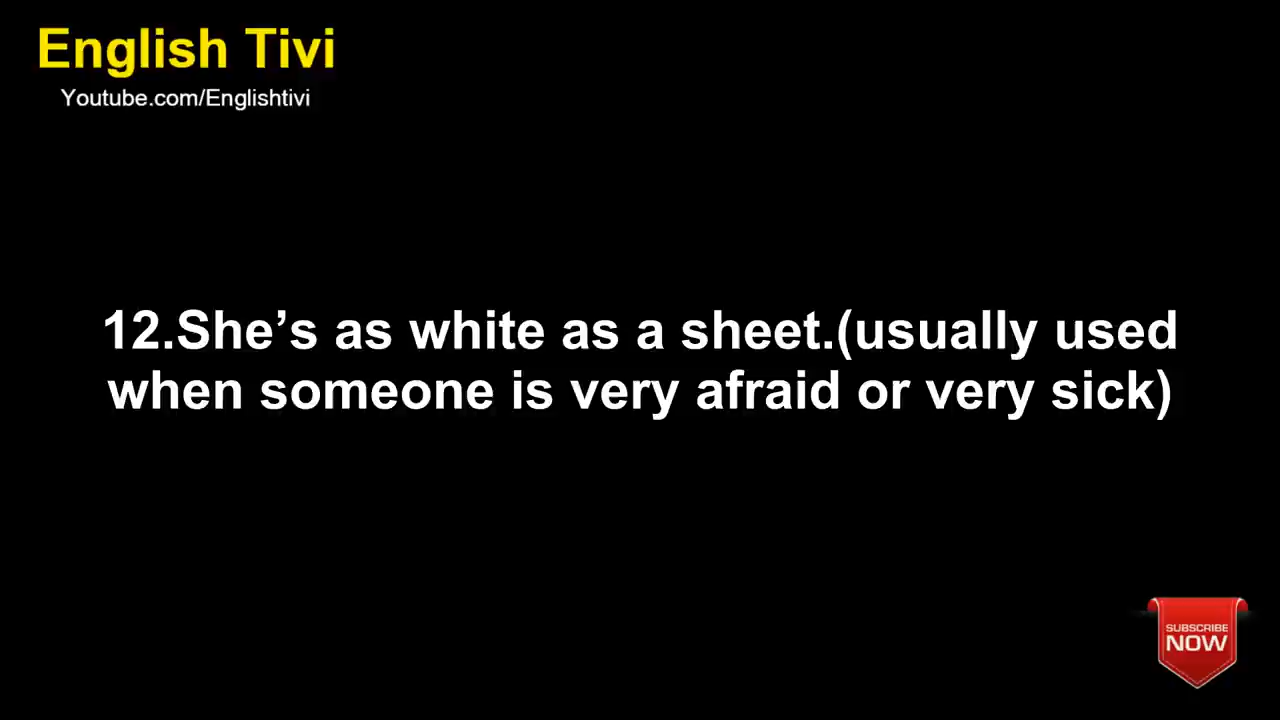 English Tivi
Youtube.com/Englishtivi
12.She’s as white as a sheet.(usually used
when someone is very afraid or very sick)
SUBSCRIBE
NOW